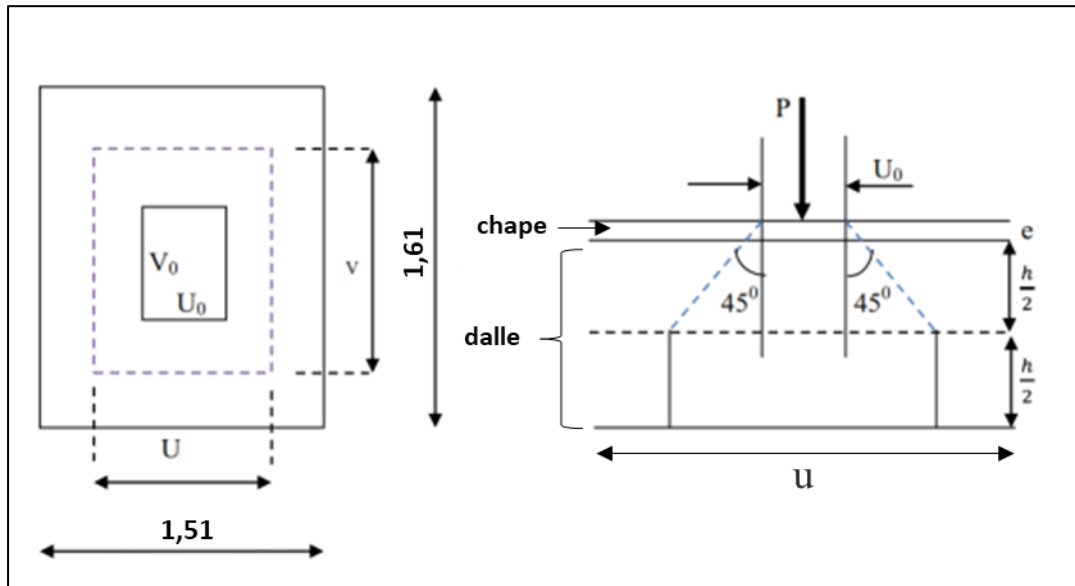 V₀
U₀
v
1,61
U
1,51
P
U₀
chape
e
45⁰
45⁰
h/2
dalle
h/2
u